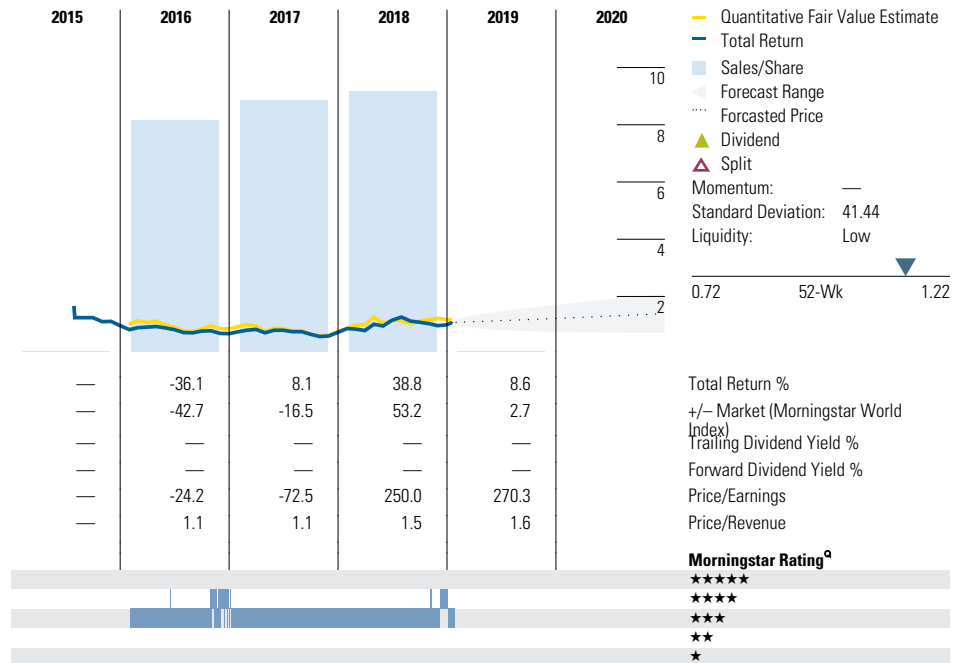 2015 2016 2017 2018 2019 2020
Quantitative Fair Value Estimate
Total Return
Sales/Share
Forecast Range
Forcasted Price
Dividend
Split
Momentum: —
Standard Deviation: 41.44
Liquidity: Low
10
8
6
4
2
0.72 52-Wk 1.22
— -36.1 8.1 38.8 8.6 Total Return %
— -42.7 -16.5 53.2 2.7 +/– Market (Morningstar World
Index)
— — — — — Trailing Dividend Yield %
— — — — — Forward Dividend Yield %
— -24.2 -72.5 250.0 270.3 Price/Earnings
— 1.1 1.1 1.5 1.6 Price/Revenue
Morningstar Rating Q
★★★★★
★★★★
★★★
★★
★